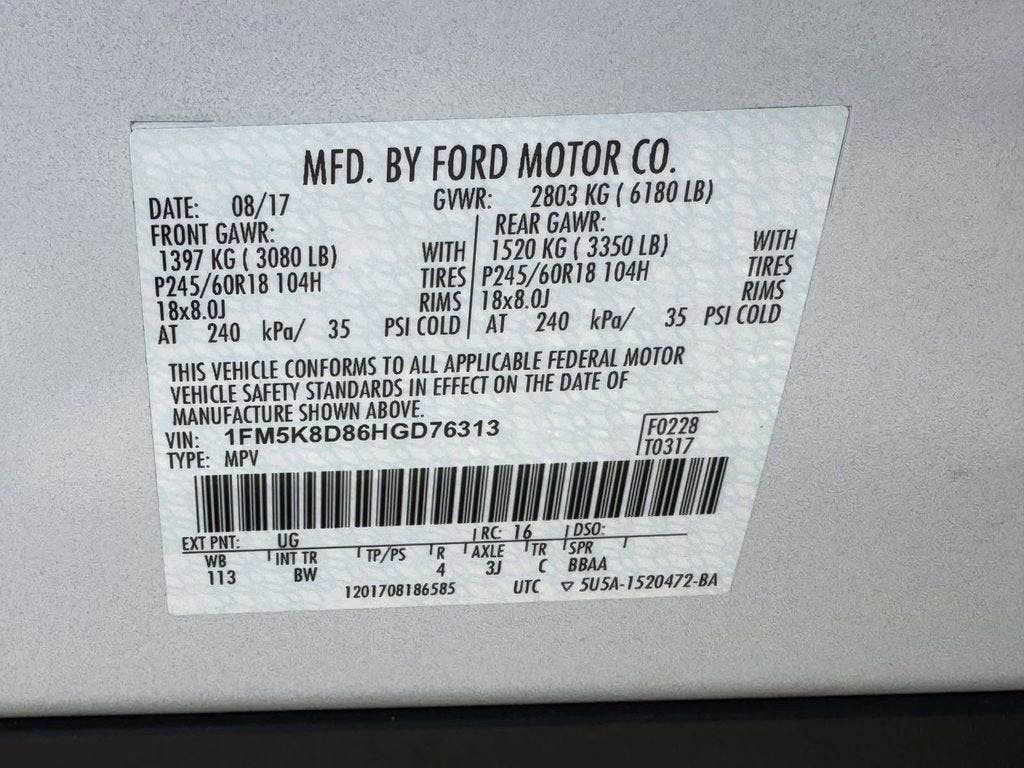 MFD. BY FORD MOTOR CO.
DATE: 08/17 GVWR: 2803 KG ( 6180 LB)
FRONT GAWR: REAR GAWR:
1397 KG ( 3080 LB) WITH 1520 KG ( 3350 LB) WITH
P245/60R18 104H TIRES P245/60R18 104H TIRES
18x8.0J RIMS 18x8.0J RIMS
AT 240 kPa/ 35 PSI COLD AT 240 kPa/ 35 PSI COLD
THIS VEHICLE CONFORMS TO ALL APPLICABLE FEDERAL MOTOR
VEHICLE SAFETY STANDARDS IN EFFECT ON THE DATE OF
MANUFACTURE SHOWN ABOVE.
VIN: 1FM5K8D86HGD76313 F0228
TYPE: MPV T0317
EXT PNT: UG RC: 16 DSO:
WB INT TR TP/PS R AXLE TR SPR
113 BW 4 3J C BBAA
1201708186585 UTC ▽ 5U5A-1520472-BA